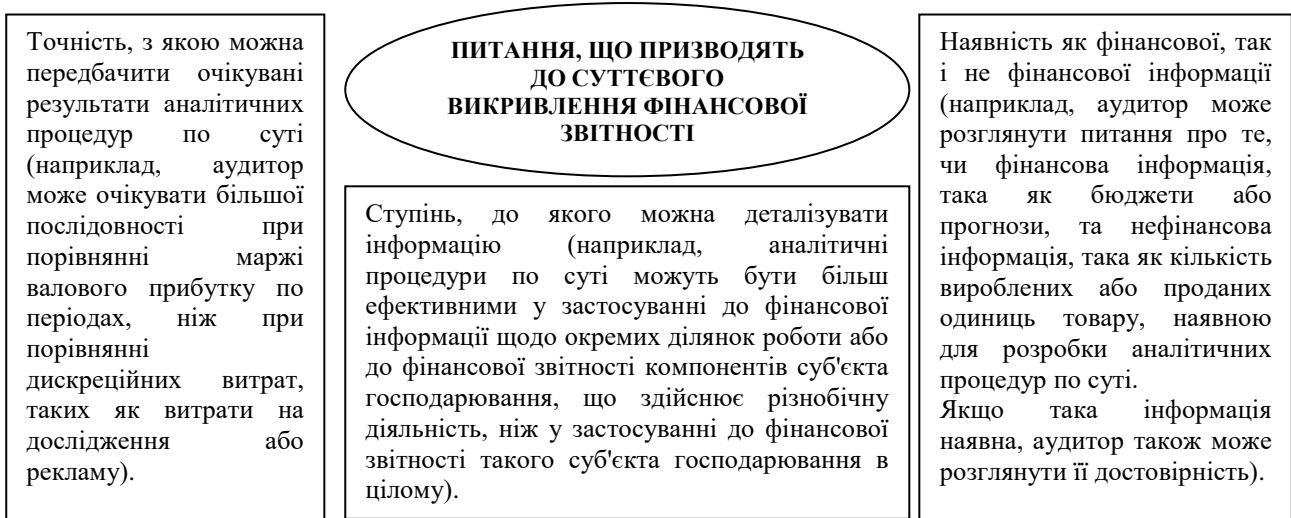 Точність, з якою можна
передбачити очікувані
результати аналітичних
процедур по суті
(наприклад, аудитор
може очікувати більшої
послідовності при
порівнянні маржі
валового прибутку по
періодах, ніж при
порівнянні
дискреційних витрат,
таких як витрати на
дослідження або
рекламу).
ПИТАННЯ, ЩО ПРИЗВОДЯТЬ
ДО СУТТЄВОГО
ВИКРИВЛЕННЯ ФІНАНСОВОЇ
ЗВІТНОСТІ
Ступінь, до якого можна деталізувати
інформацію (наприклад, аналітичні
процедури по суті можуть бути більш
ефективними у застосуванні до фінансової
інформації щодо окремих ділянок роботи або
до фінансової звітності компонентів суб'єкта
господарювання, що здійснює різнобічну
діяльність, ніж у застосуванні до фінансової
звітності такого суб'єкта господарювання в
цілому).
Наявність як фінансової, так
і не фінансової інформації
(наприклад, аудитор може
розглянути питання про те,
чи фінансова інформація,
така як бюджети або
прогнози, та нефінансова
інформація, така як кількість
вироблених або проданих
одиниць товару, наявною
для розробки аналітичних
процедур по суті.
Якщо така інформація
наявна, аудитор також може
розглянути її достовірність).